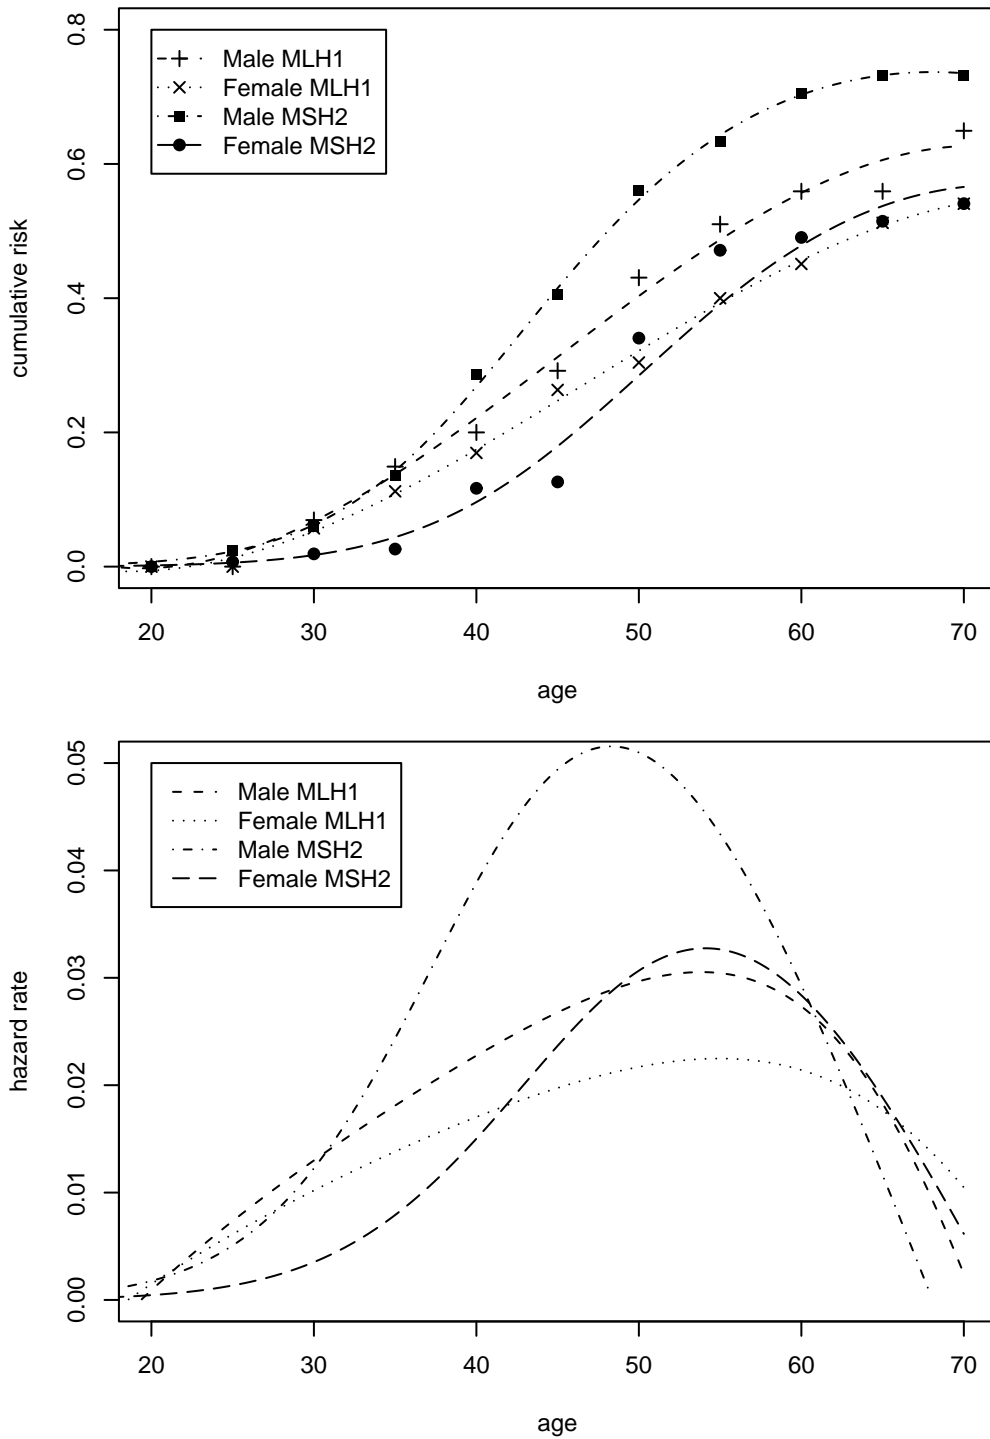 0.8
0.6
0.4
0.2
0.0
cumulative risk
Male MLH1
Female MLH1
Male MSH2
Female MSH2
20 30 40 50 60 70
age
0.05
0.04
0.03
0.02
0.01
0.00
hazard rate
Male MLH1
Female MLH1
Male MSH2
Female MSH2
20 30 40 50 60 70
age